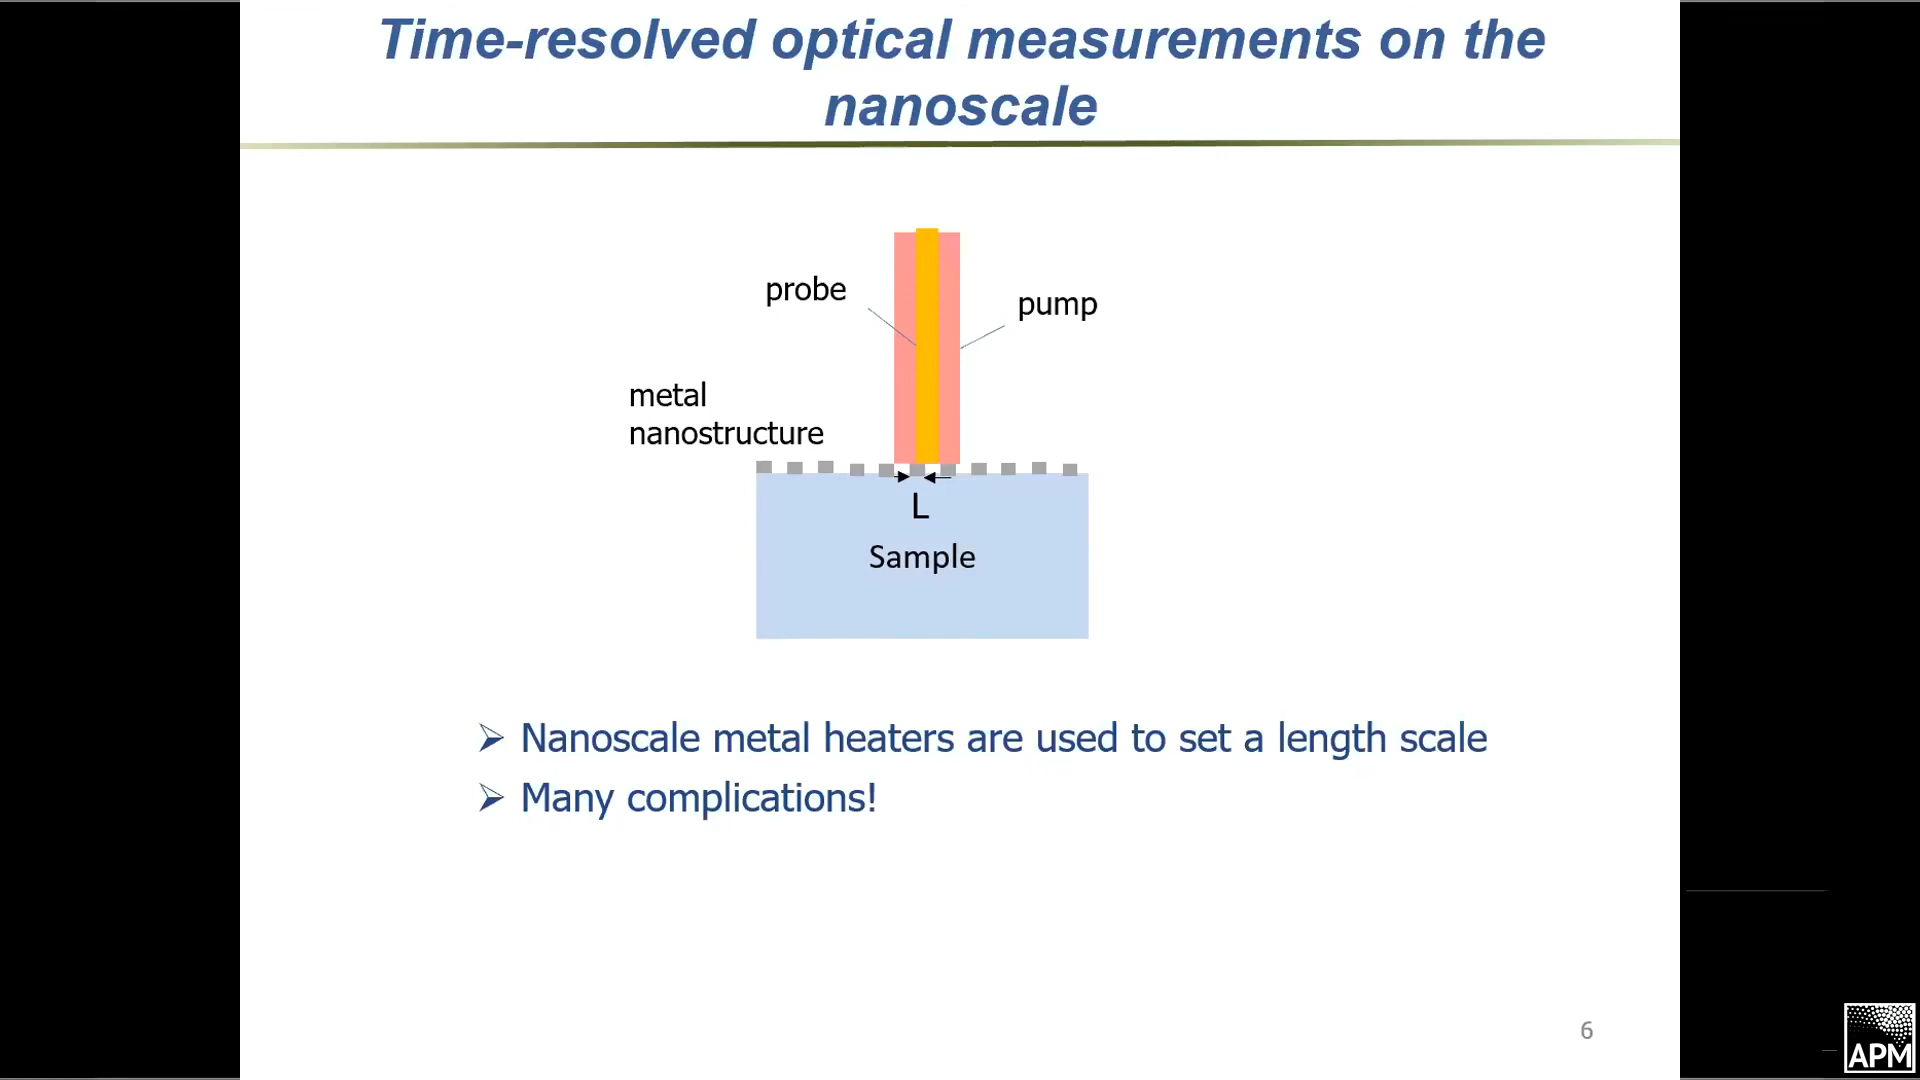 Time-resolved optical measurements on the
nanoscale
probe
pump
metal
nanostructure
L
Sample
Nanoscale metal heaters are used to set a length scale
Many complications!
6
APM